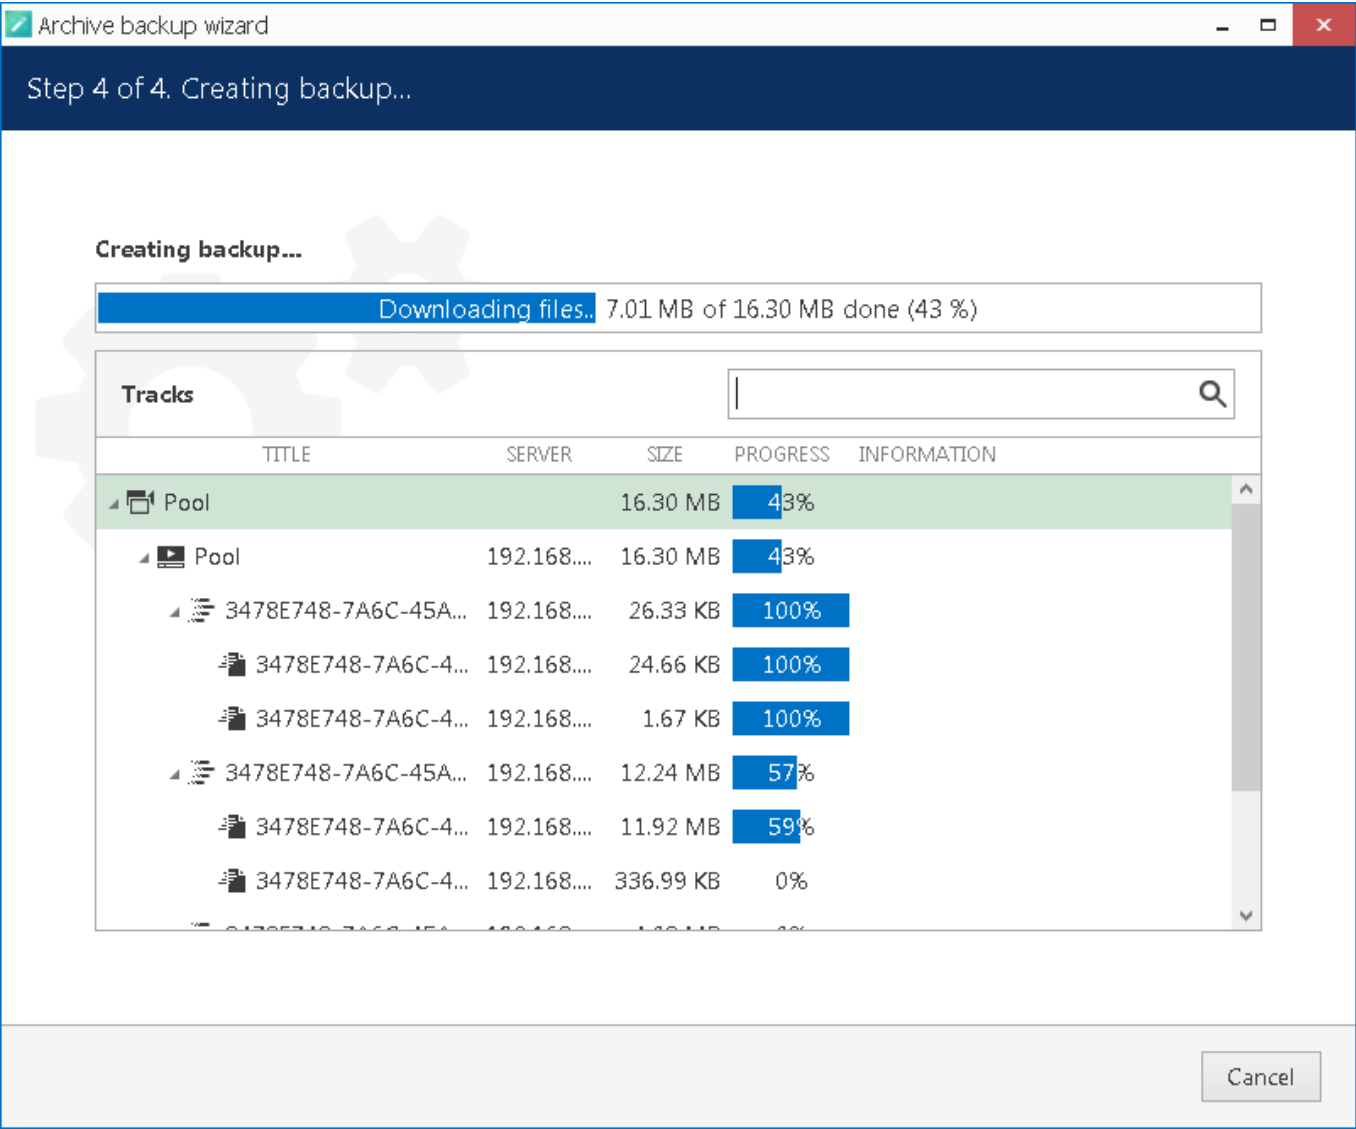 Archive backup wizard
Step 4 of 4. Creating backup...
Creating backup...
Downloading files.. 7.01 MB of 16.30 MB done (43 %)
Tracks
TITLE SERVER SIZE PROGRESS INFORMATION
Pool 16.30 MB 43%
Pool 192.168.... 16.30 MB 43%
3478E748-7A6C-45A... 192.168.... 26.33 KB 100%
3478E748-7A6C-4... 192.168.... 24.66 KB 100%
3478E748-7A6C-4... 192.168.... 1.67 KB 100%
3478E748-7A6C-45A... 192.168.... 12.24 MB 57%
3478E748-7A6C-4... 192.168.... 11.92 MB 59%
3478E748-7A6C-4... 192.168.... 336.99 KB 0%
Cancel